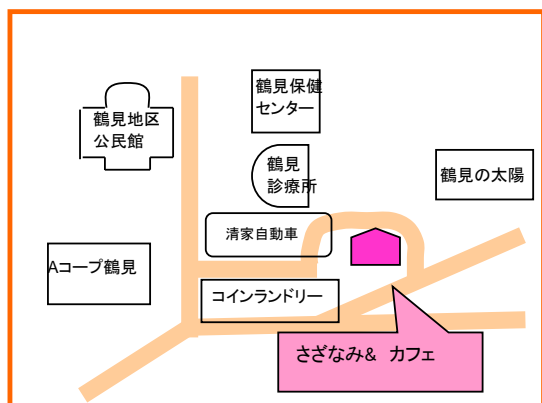 鶴見保健
センター
鶴見地区
公民館
鶴見
診療所
鶴見の太陽
清家自動車
Aコープ鶴見
コインランドリー
さざなみ& カフェ